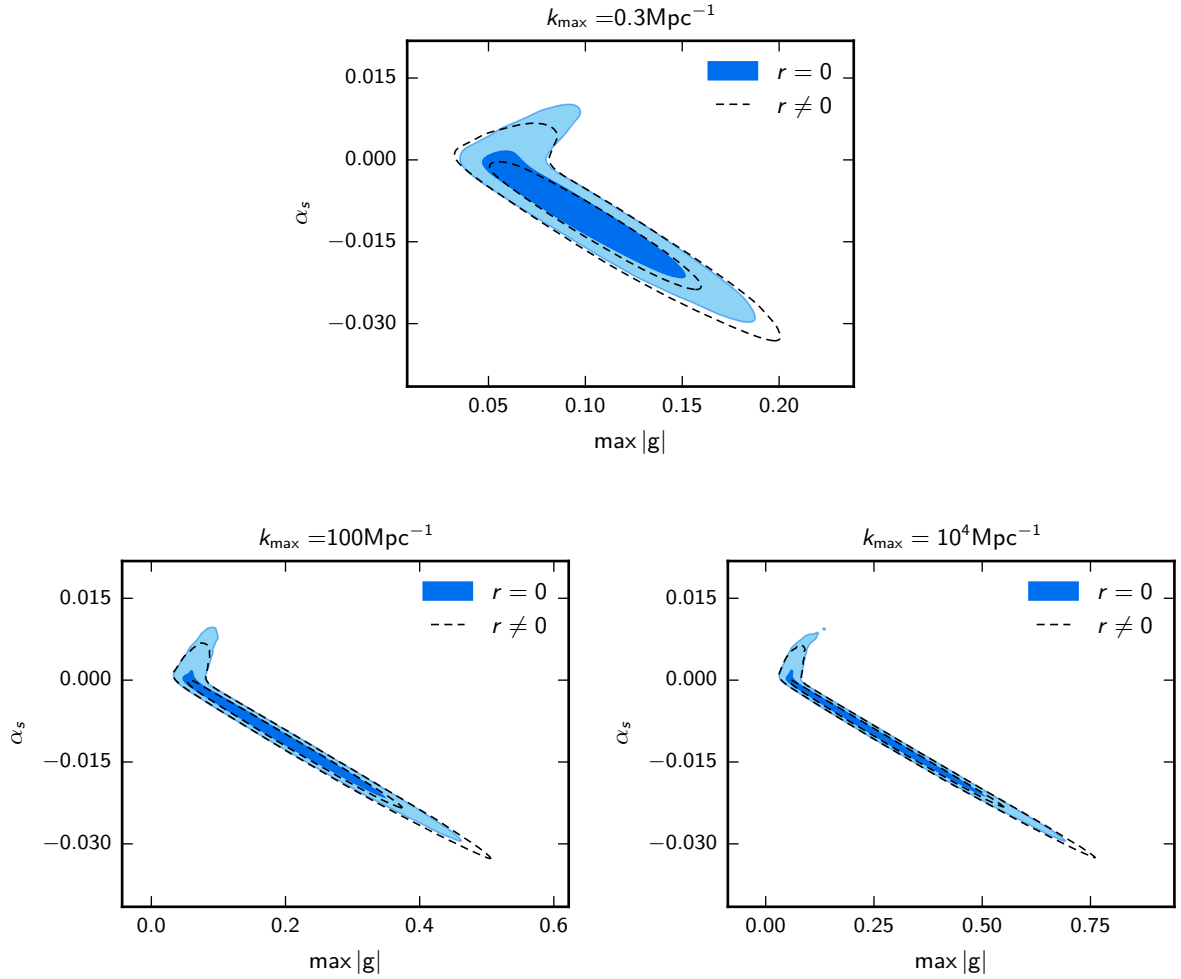 k_max =0.3Mpc⁻¹
0.015
0.000
−0.015
−0.030
α_s
r = 0
r ≠ 0
0.05 0.10 0.15 0.20
max |g|
k_max =100Mpc⁻¹
0.015
0.000
−0.015
−0.030
α_s
r = 0
r ≠ 0
0.0 0.2 0.4 0.6
max |g|
k_max = 10⁴Mpc⁻¹
0.015
0.000
−0.015
−0.030
α_s
r = 0
r ≠ 0
0.00 0.25 0.50 0.75
max |g|